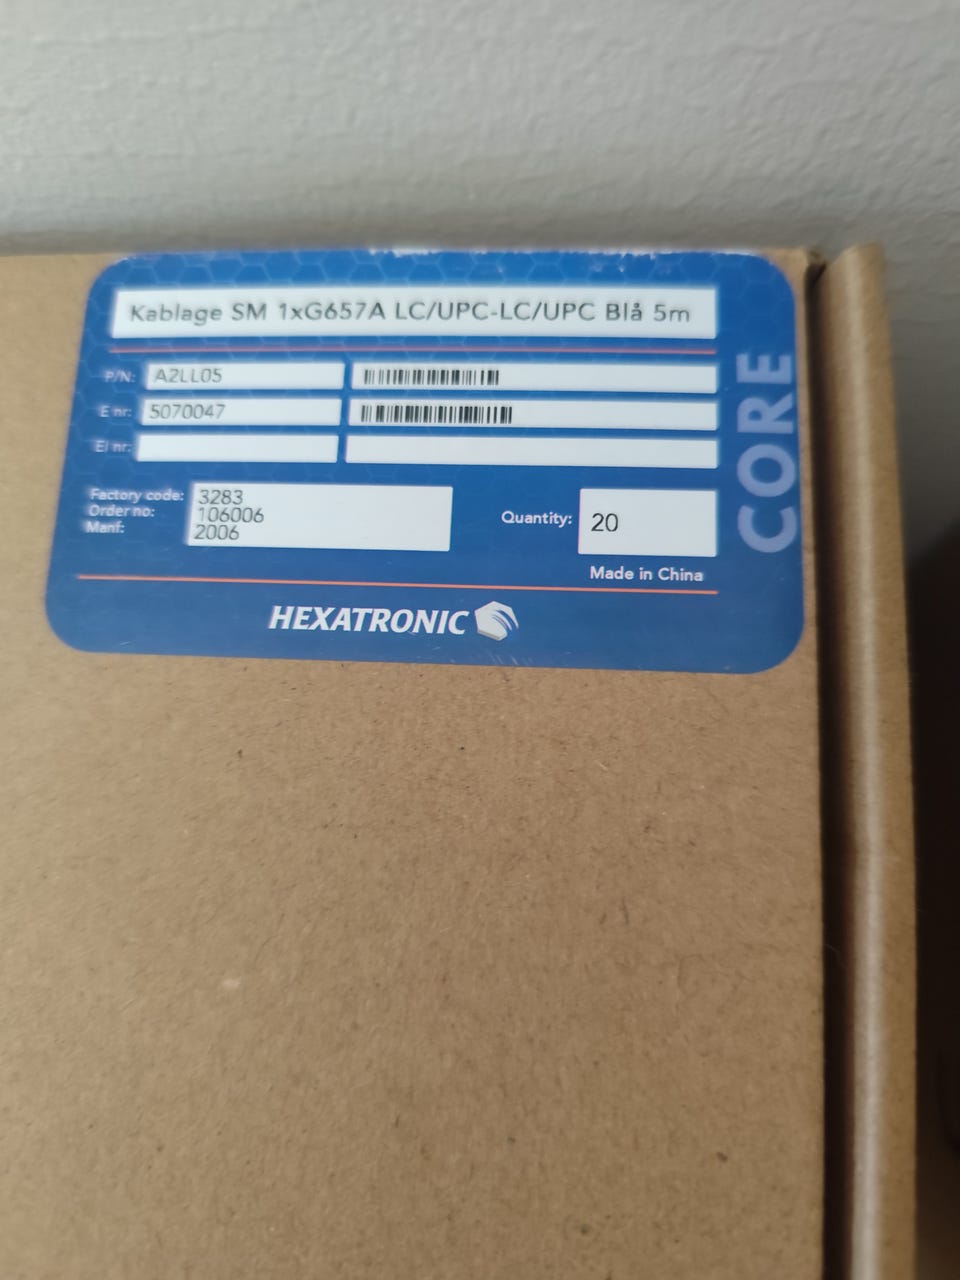 Kablage SM 1xG657A LC/UPC-LC/UPC Blå 5m
P/N: A2LL05
E nr: 5070047
El nr:
Factory code: 3283
Order no: 106006
Manf: 2006
Quantity: 20
Made in China
HEXATRONIC
CORE